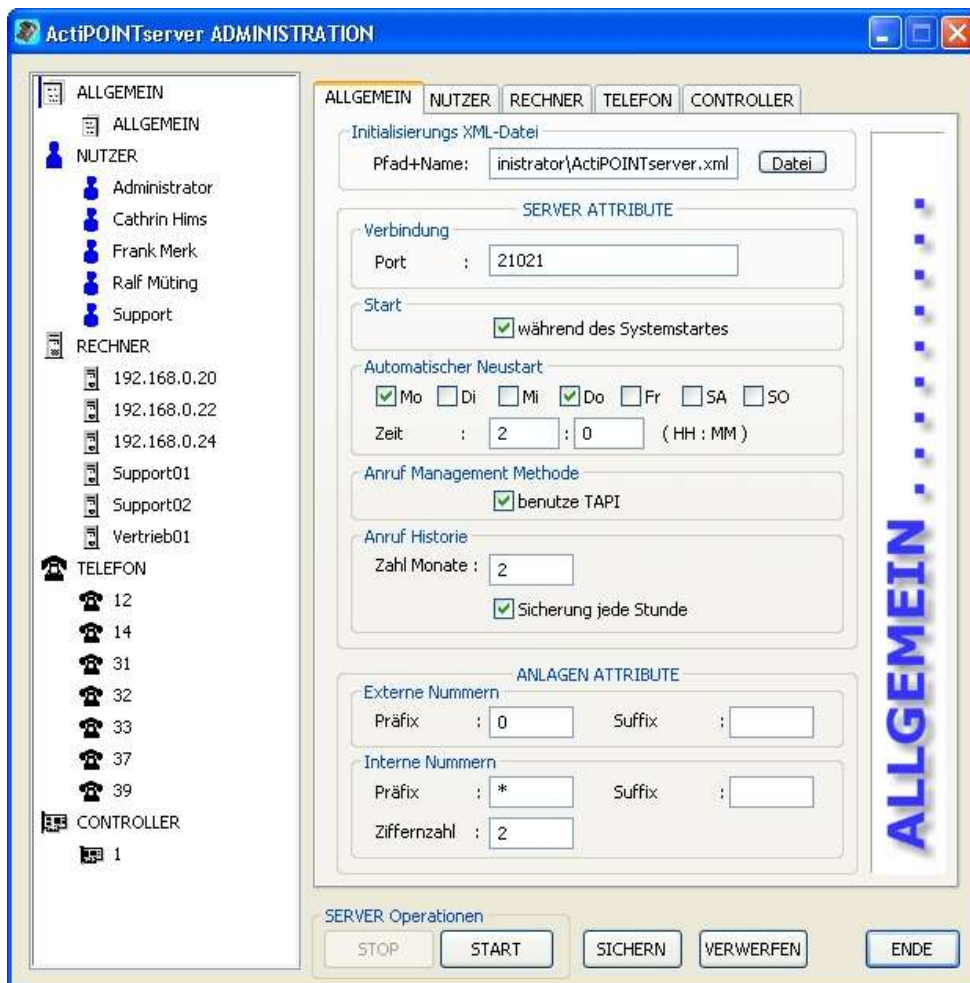 ActiPOINTserver ADMINISTRATION
ALLGEMEIN
ALLGEMEIN
NUTZER
Administrator
Cathrin Hims
Frank Merk
Ralf Müting
Support
RECHNER
192.168.0.20
192.168.0.22
192.168.0.24
Support01
Support02
Vertrieb01
TELEFON
12
14
31
32
33
37
39
CONTROLLER
1
ALLGEMEIN NUTZER RECHNER TELEFON CONTROLLER
Initialisierungs XML-Datei
Pfad+Name: inistrator\ActiPOINTserver.xml Datei
SERVER ATTRIBUTE
Verbindung
Port : 21021
Start
während des Systemstartes
Automatischer Neustart
Mo Di Mi Do Fr SA SO
Zeit : 2 : 0 ( HH : MM )
Anruf Management Methode
benutze TAPI
Anruf Historie
Zahl Monate : 2
Sicherung jede Stunde
ANLAGEN ATTRIBUTE
Externe Nummern
Präfix : 0 Suffix :
Interne Nummern
Präfix : * Suffix :
Ziffernzahl : 2
ALLGEMEIN . . . . . . . .
SERVER Operationen
STOP START SICHERN VERWERFEN ENDE